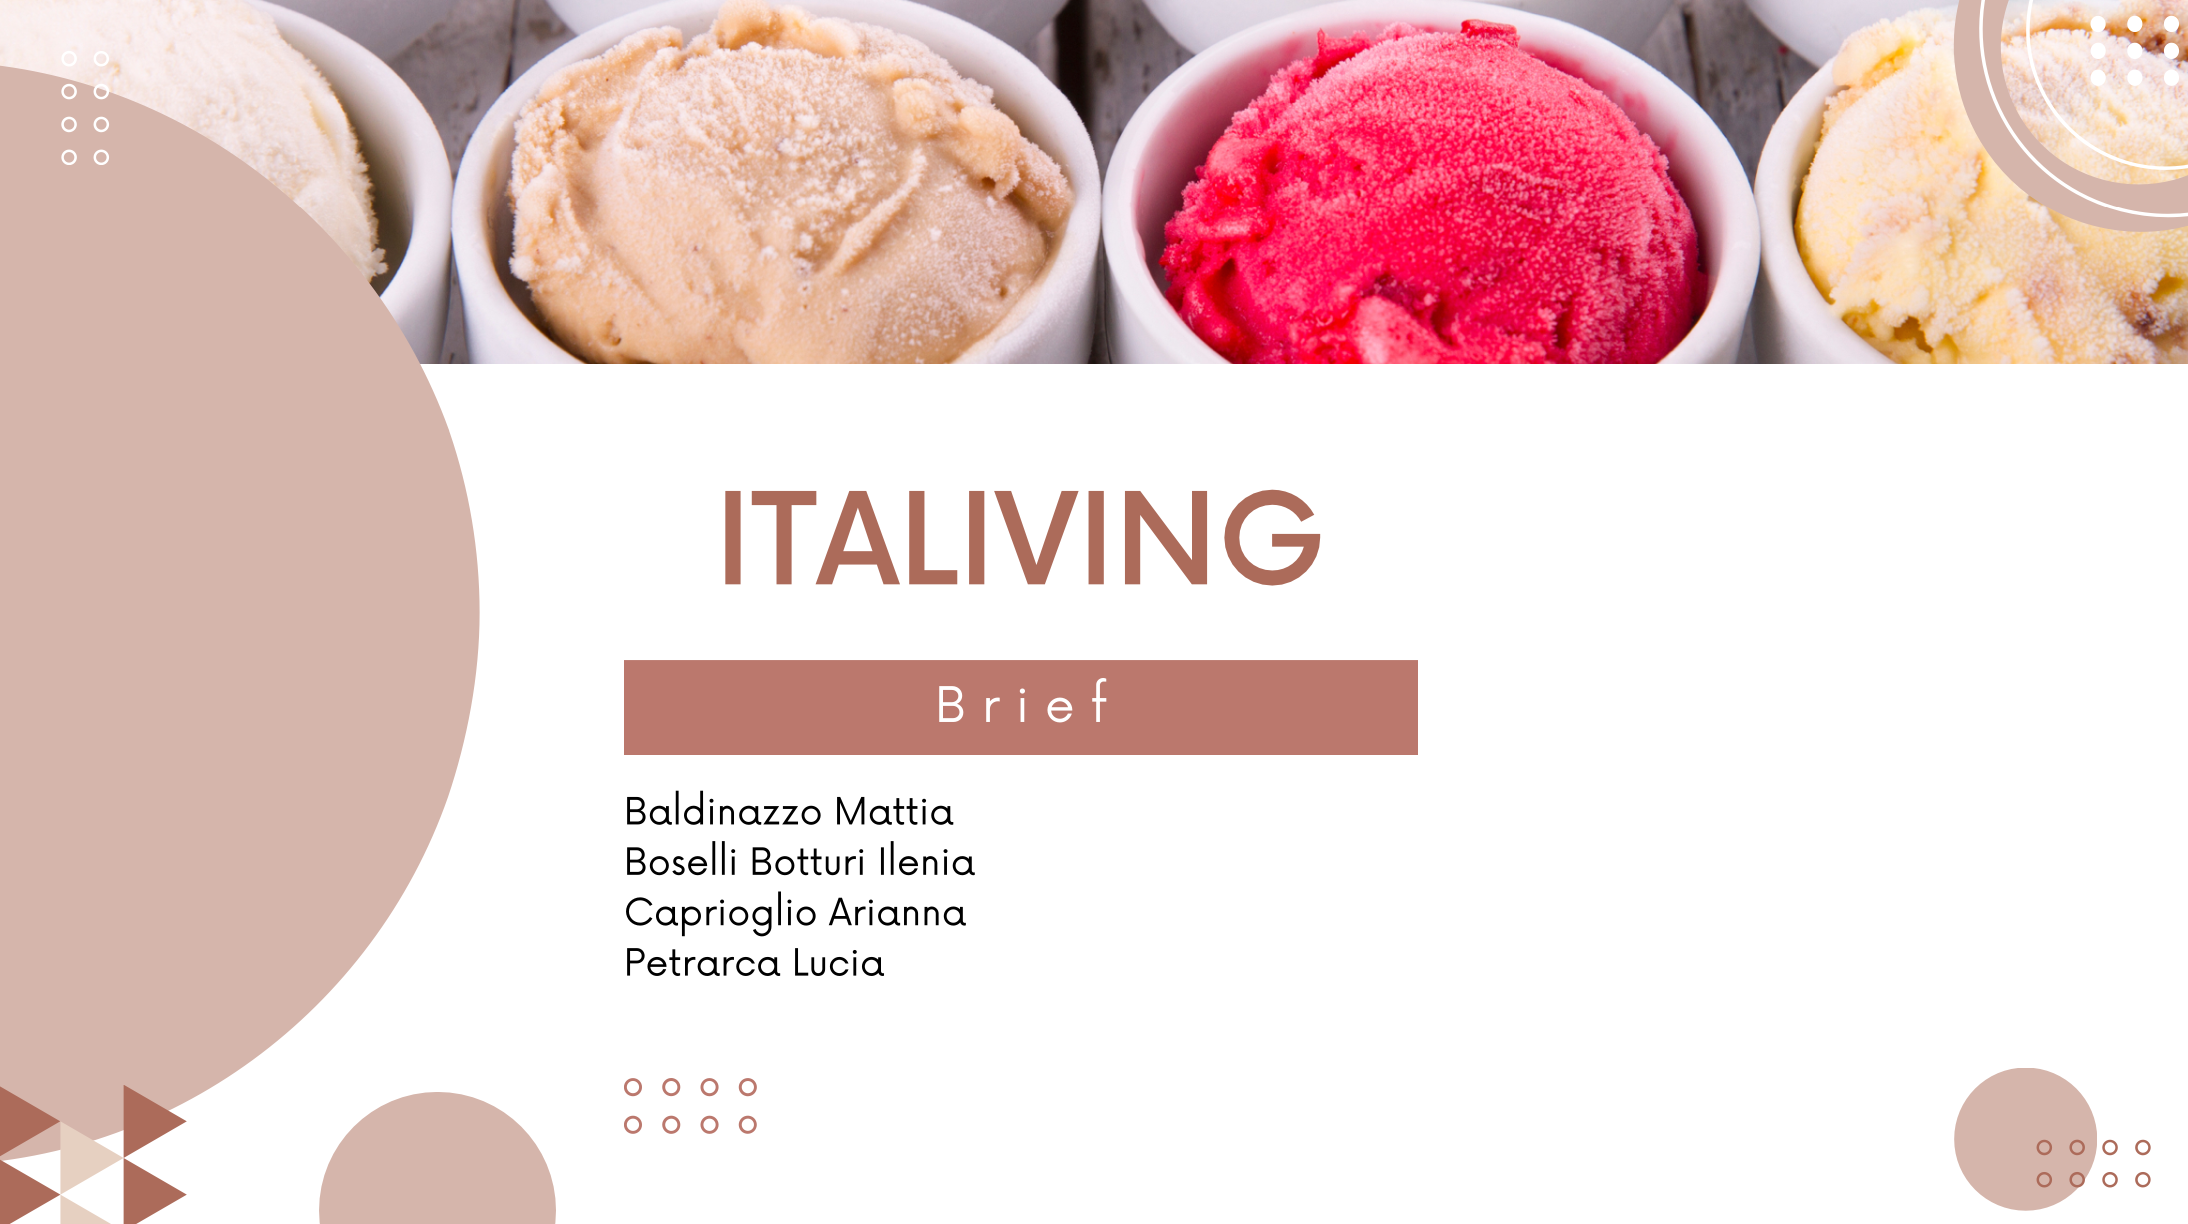 ITALIVING
Brief
Baldinazzo Mattia
Boselli Botturi Ilenia
Caprioglio Arianna
Petrarca Lucia